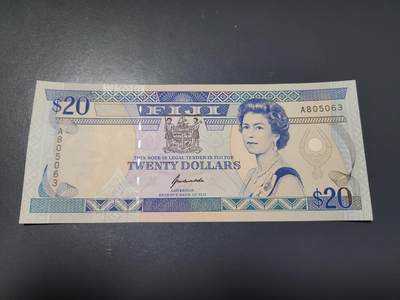 $20
FIJI
A805063
A805063
THIS NOTE IS LEGAL TENDER IN FIJI FOR
TWENTY DOLLARS
GOVERNOR
RESERVE BANK OF FIJI
$20